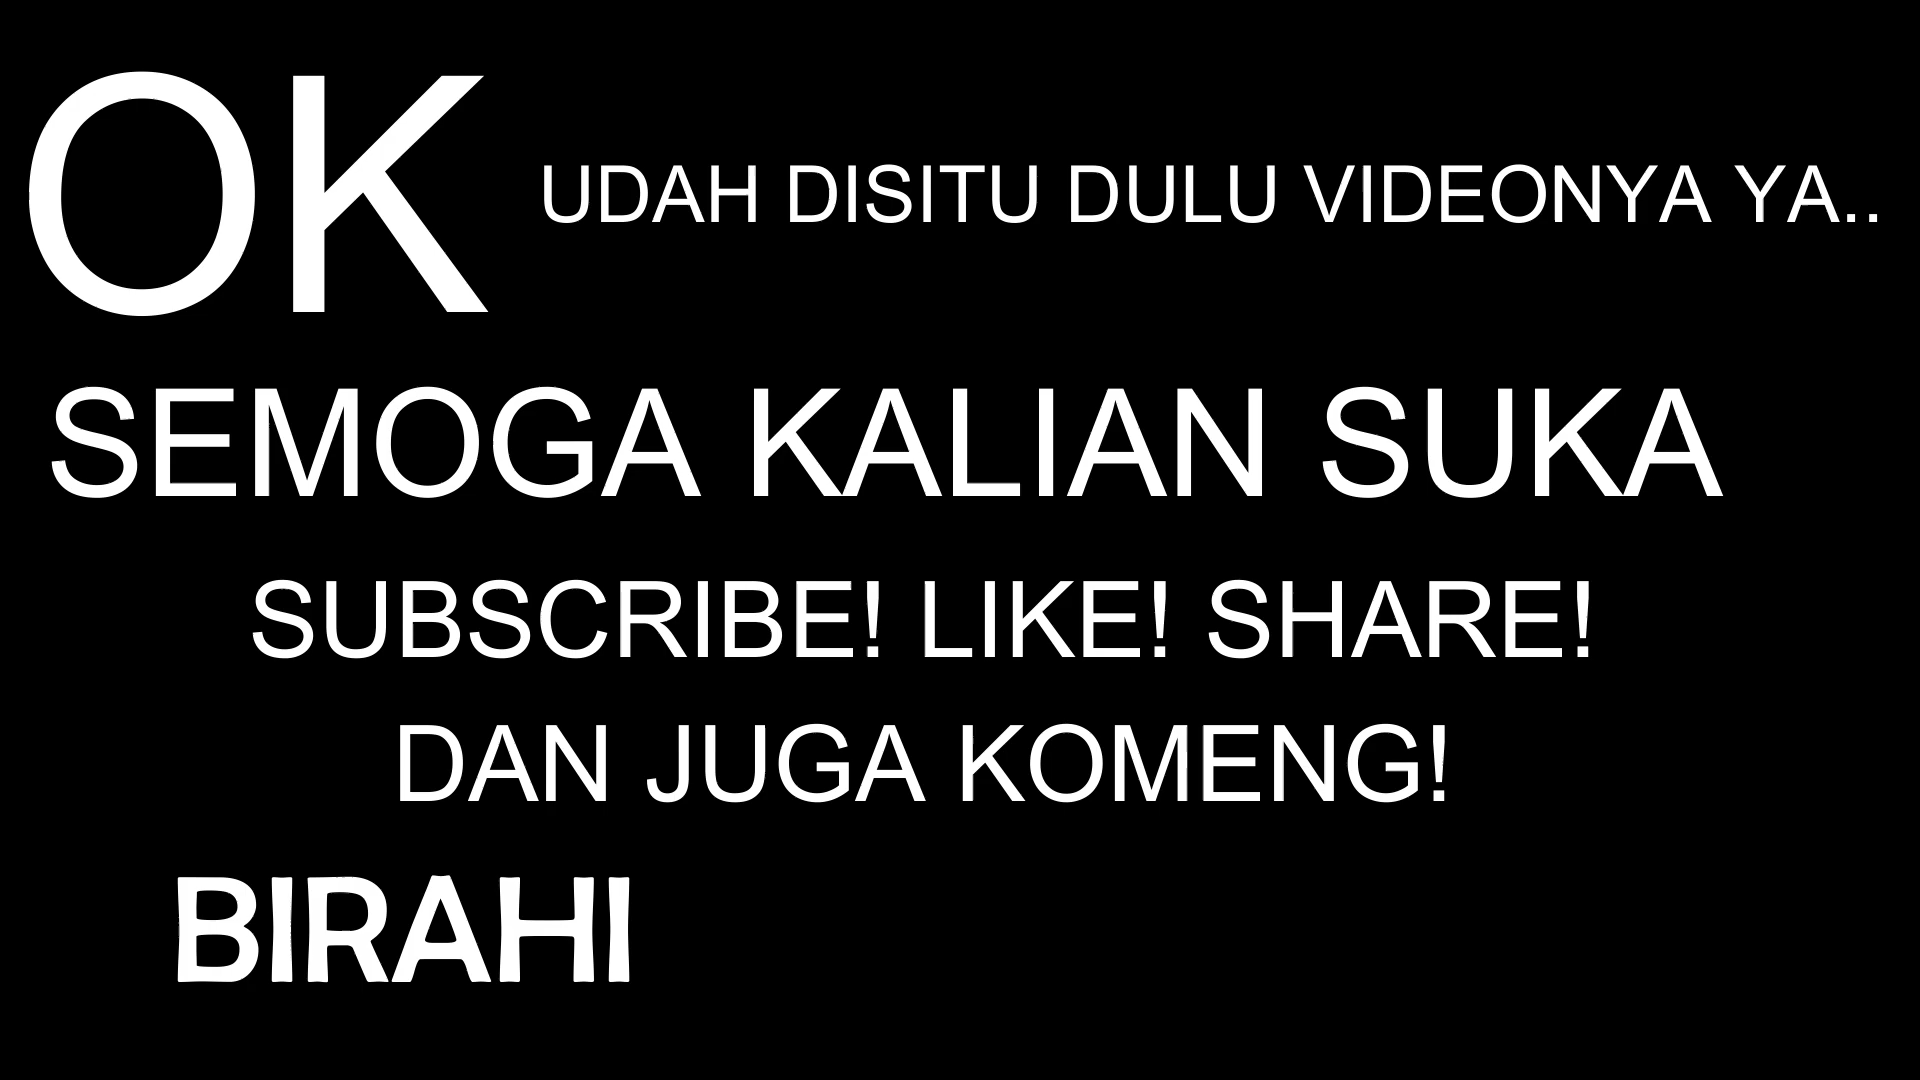 OK UDAH DISITU DULU VIDEONYA YA..
SEMOGA KALIAN SUKA
SUBSCRIBE! LIKE! SHARE!
DAN JUGA KOMENG!
BIRAHI